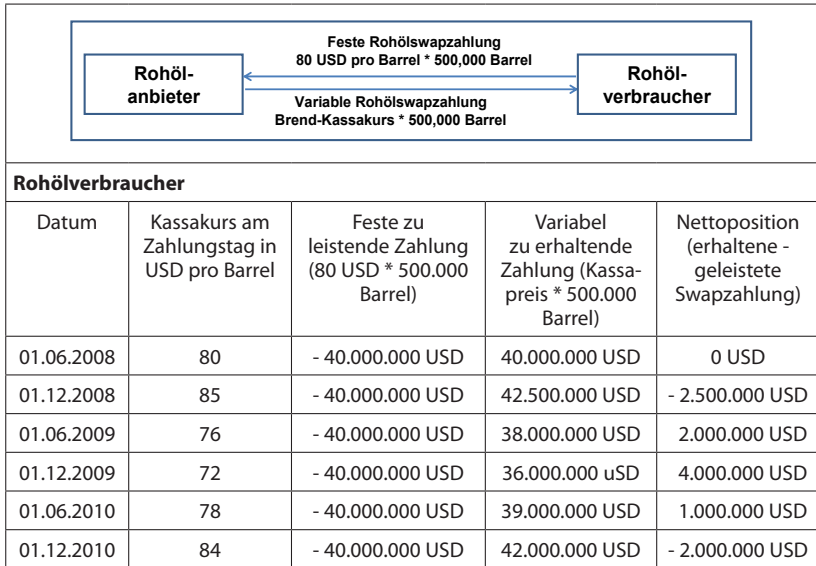 Feste Rohölswapzahlung
80 USD pro Barrel * 500,000 Barrel
Rohöl-
anbieter
Rohöl-
verbraucher
Variable Rohölswapzahlung
Brend-Kassakurs * 500,000 Barrel
Rohölverbraucher
Datum
Kassakurs am
Zahlungstag in
USD pro Barrel
Feste zu
leistende Zahlung
(80 USD * 500.000
Barrel)
Variabel
zu erhaltende
Zahlung (Kassa-
preis * 500.000
Barrel)
Nettoposition
(erhaltene -
geleistete
Swapzahlung)
01.06.2008 80 - 40.000.000 USD 40.000.000 USD 0 USD
01.12.2008 85 - 40.000.000 USD 42.500.000 USD - 2.500.000 USD
01.06.2009 76 - 40.000.000 USD 38.000.000 USD 2.000.000 USD
01.12.2009 72 - 40.000.000 USD 36.000.000 uSD 4.000.000 USD
01.06.2010 78 - 40.000.000 USD 39.000.000 USD 1.000.000 USD
01.12.2010 84 - 40.000.000 USD 42.000.000 USD - 2.000.000 USD